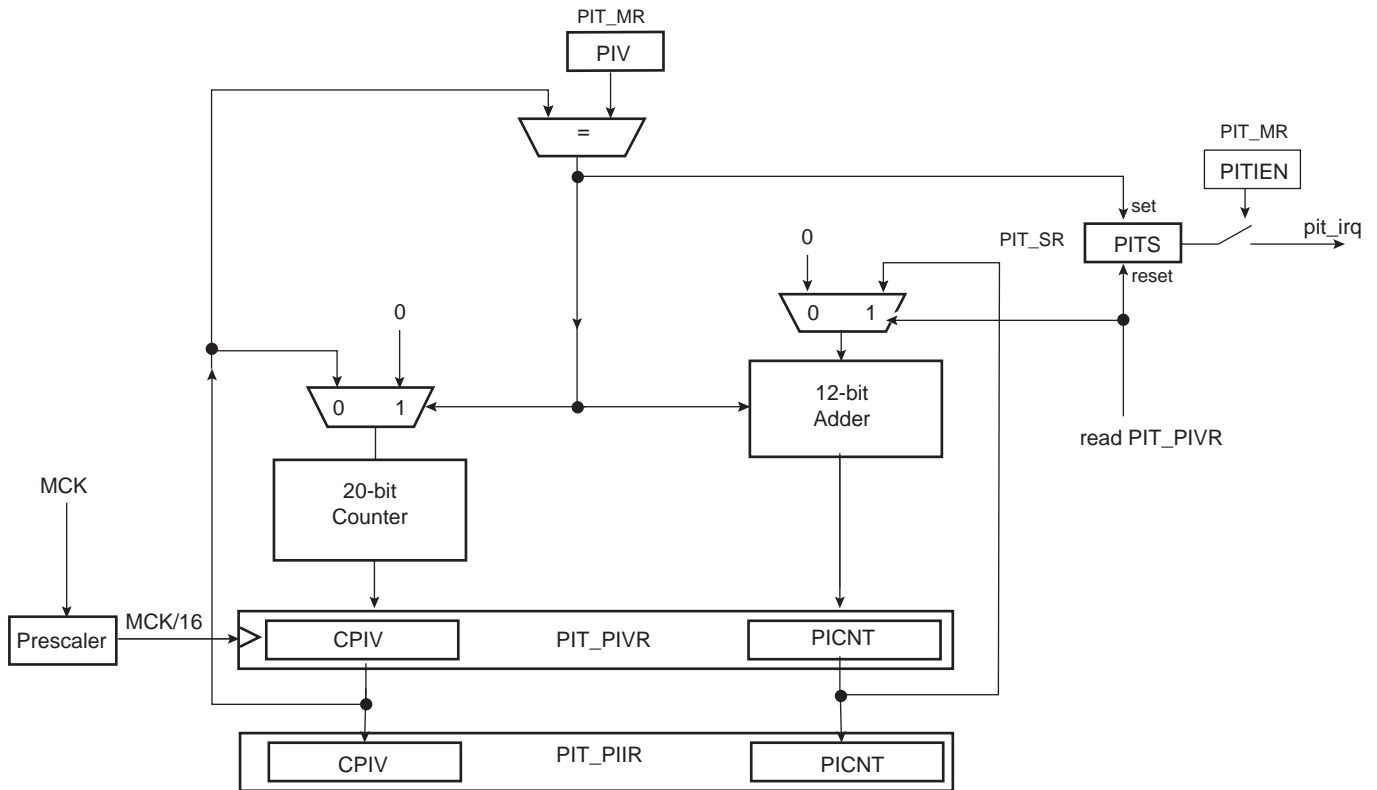 PIT_MR
PIV
=
PIT_MR
PITIEN
set
0
PIT_SR
PITS
pit_irq
reset
0
0 1
12-bit
Adder
0 1
read PIT_PIVR
MCK
20-bit
Counter
Prescaler
MCK/16
CPIV
PIT_PIVR
PICNT
CPIV
PIT_PIIR
PICNT